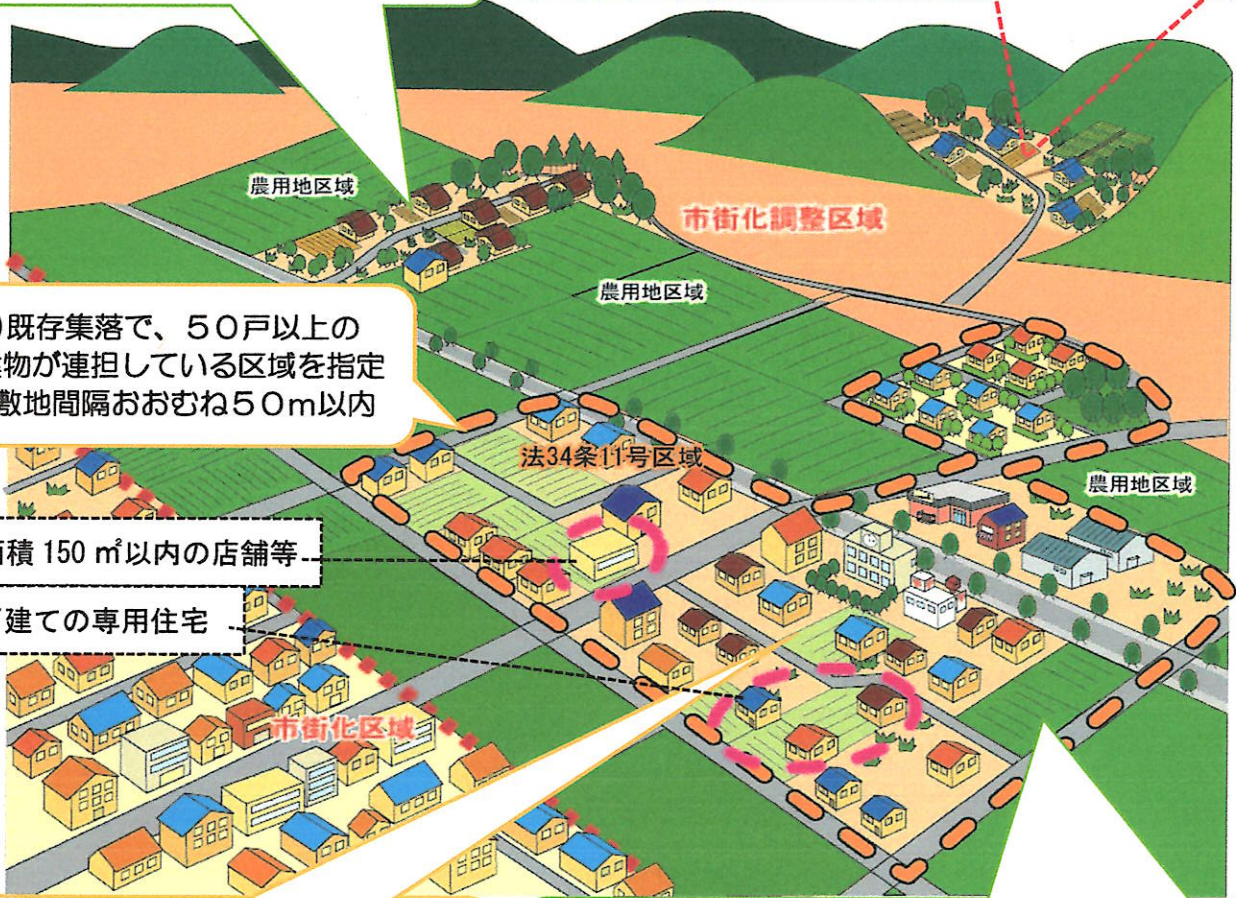 農用地区域
市街化調整区域
農用地区域
既存集落で、５０戸以上の
物が連担している区域を指定
敷地間隔おおむね５０ｍ以内
法34条11号区域
農用地区域
積 150 ㎡以内の店舗等
建ての専用住宅
市街化区域